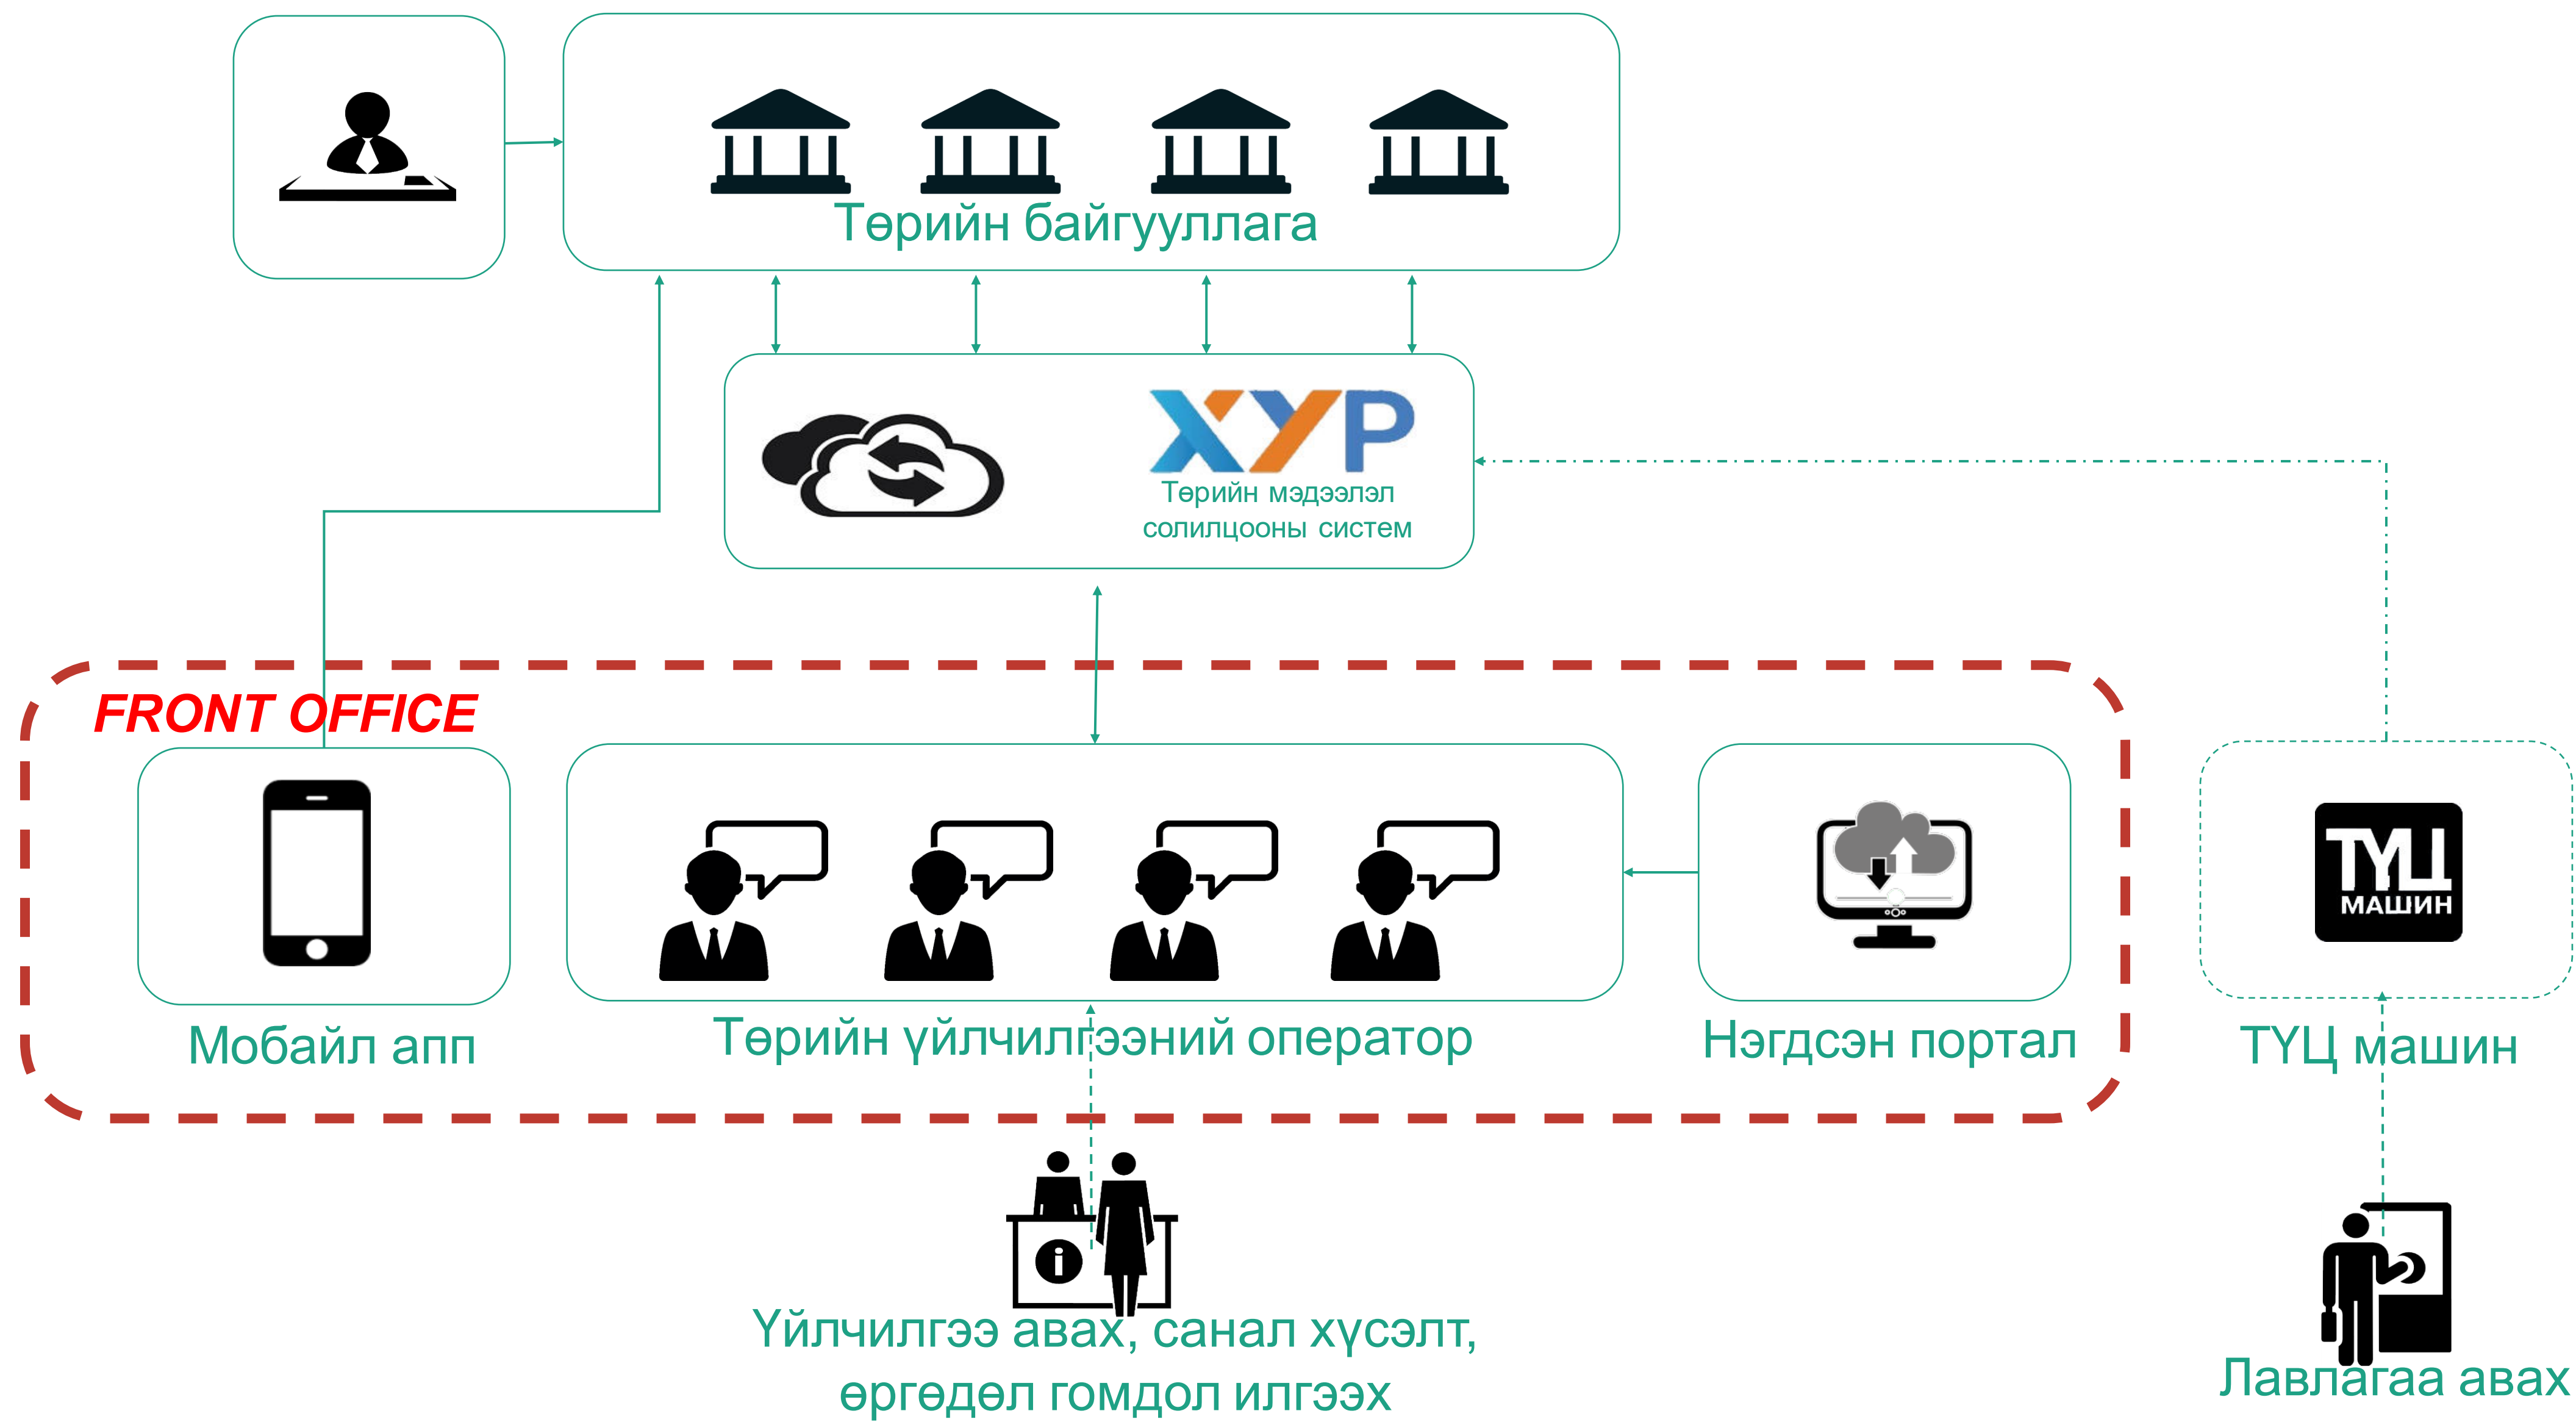 Төрийн байгууллага
ХУР
Төрийн мэдээлэл
солилцооны систем
FRONT OFFICE
ТҮЦ
МАШИН
Мобайл апп
Төрийн үйлчилгээний оператор
Нэгдсэн портал
ТҮЦ машин
i
Үйлчилгээ авах, санал хүсэлт,
өргөдөл гомдол илгээх
Лавлагаа авах